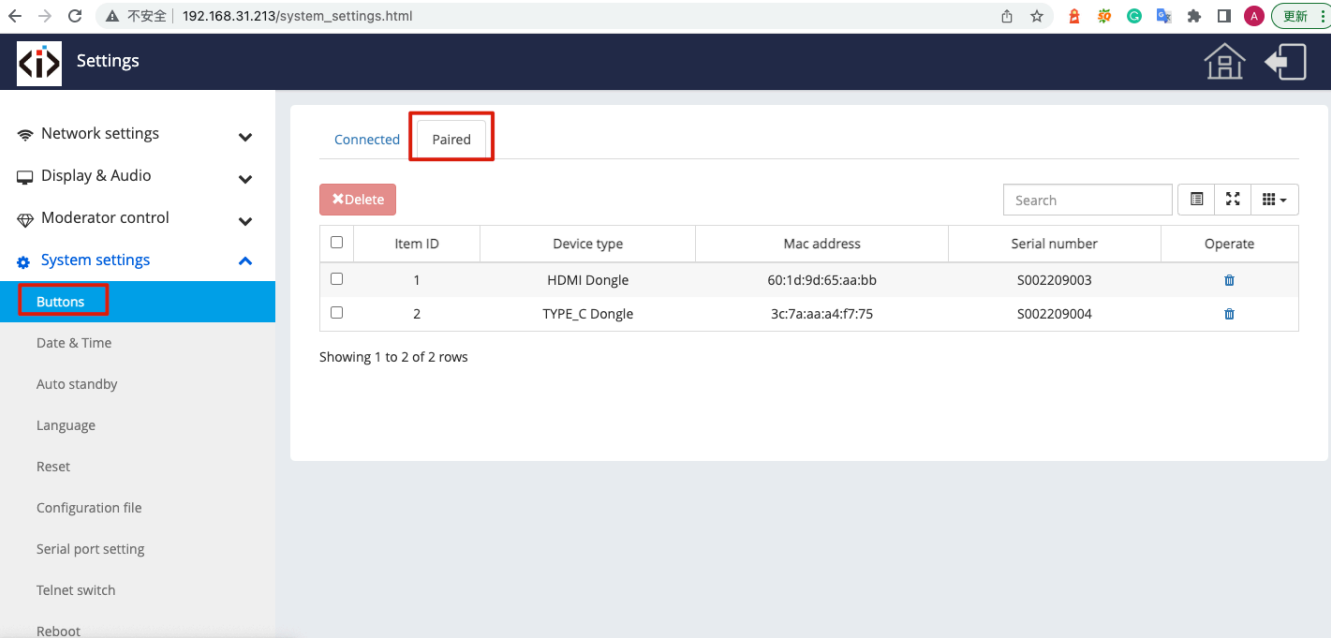 不安全 192.168.31.213/system_settings.html 更新
Settings
Network settings
Display & Audio
Moderator control
System settings
Buttons
Date & Time
Auto standby
Language
Reset
Configuration file
Serial port setting
Telnet switch
Reboot
Connected Paired
Delete Search
Item ID Device type Mac address Serial number Operate
1 HDMI Dongle 60:1d:9d:65:aa:bb S002209003
2 TYPE_C Dongle 3c:7a:aa:a4:f7:75 S002209004
Showing 1 to 2 of 2 rows